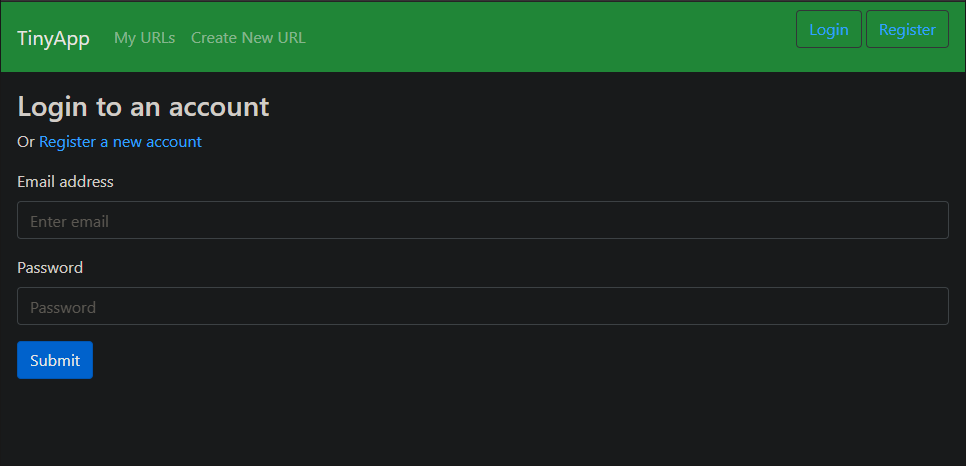 TinyApp My URLs Create New URL Login Register
Login to an account
Or Register a new account
Email address
Enter email
Password
Password
Submit